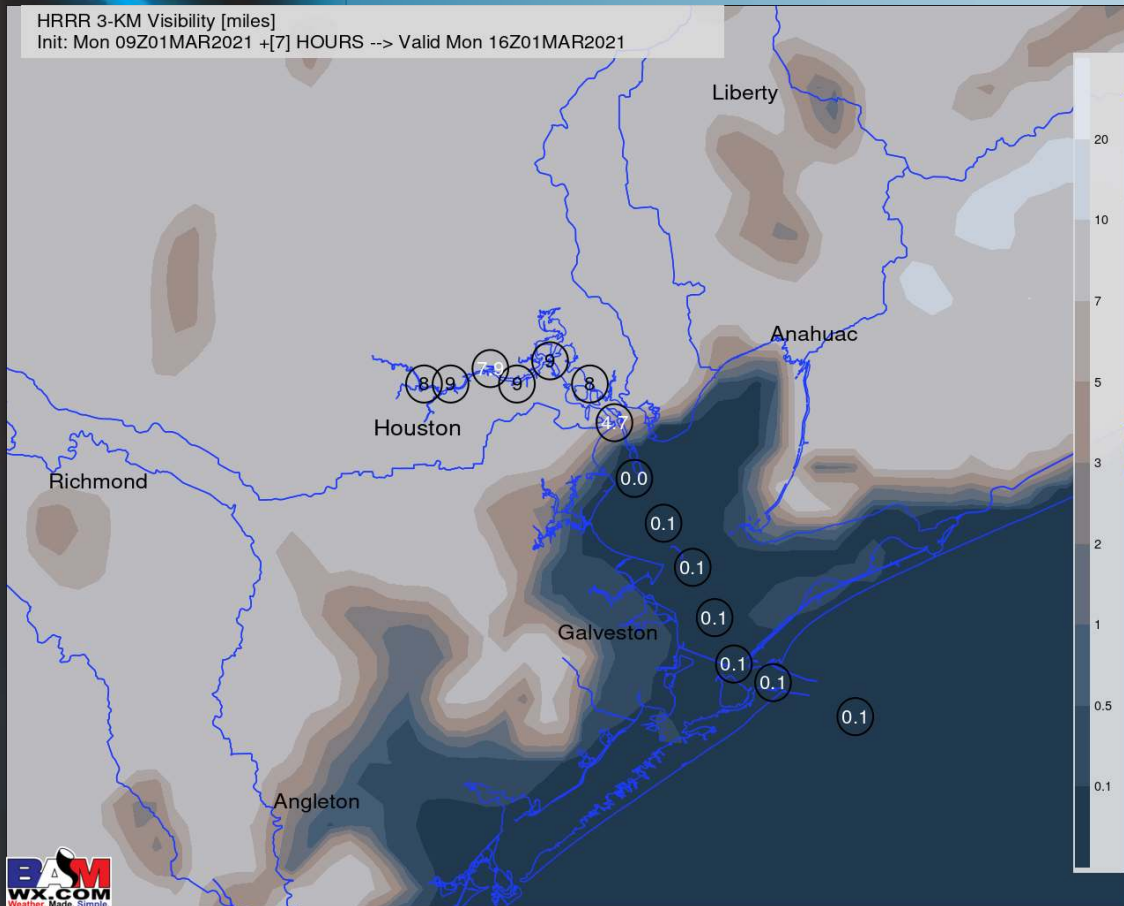 HRRR 3-KM Visibility [miles]
Init: Mon 09Z01MAR2021 +[7] HOURS --> Valid Mon 16Z01MAR2021
Liberty
20
10
7
Anahuac
7.9
9
8
9
9
8
5
4.7
Houston
3
Richmond
0.0
0.1
2
0.1
0.1
1
Galveston
0.1
0.1
0.5
0.1
0.1
Angleton
BAM
WX.COM
Weather. Made. Simple.